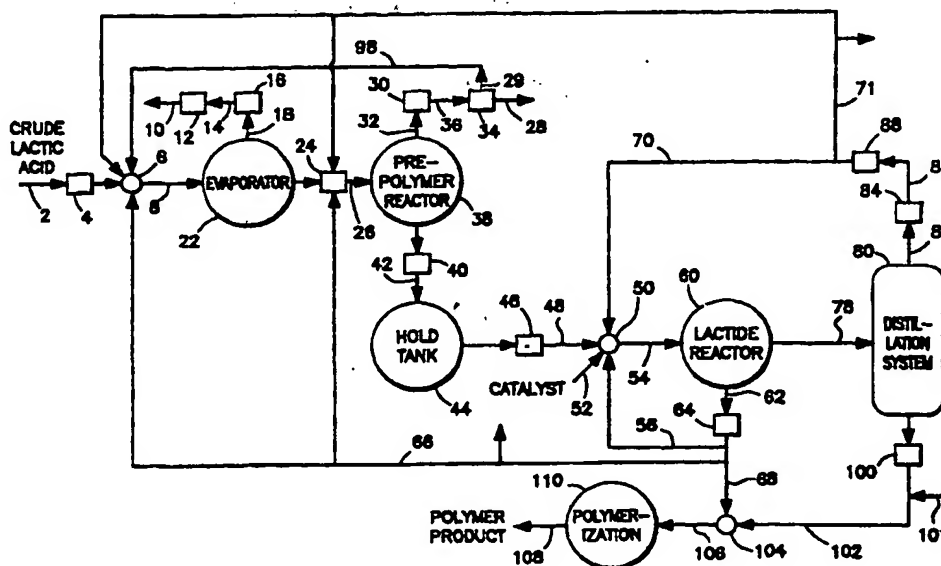 98
16
30
29
71
10
12
14
18
32
36
34
28
70
88
CRUDE
LACTIC
ACID
6
24
PRE-
POLYMER
REACTOR
84
2
4
8
EVAPORATOR
22
26
38
80
42
40
46
48
50
60
78
HOLD
TANK
LACTIDE
REACTOR
DISTIL-
LATION
SYSTEM
CATALYST
52
54
62
44
56
64
66
68
100
110
POLYMER
PRODUCT
POLYMER-
IZATION
108
106
104
102